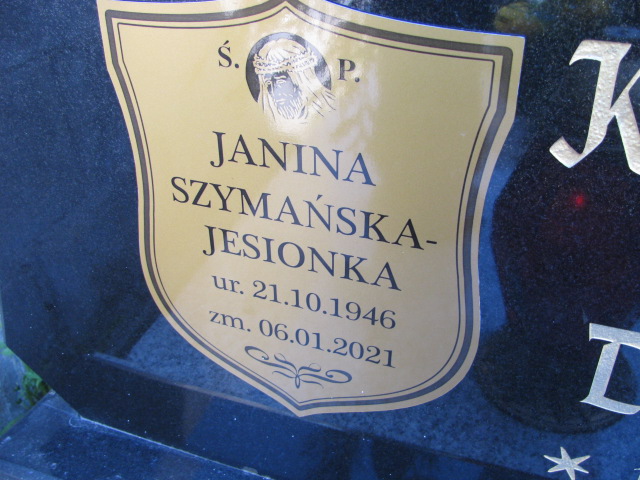 Ś. P.
JANINA
SZYMAŃSKA-
JESIONKA
ur. 21.10.1946
zm. 06.01.2021
K
D